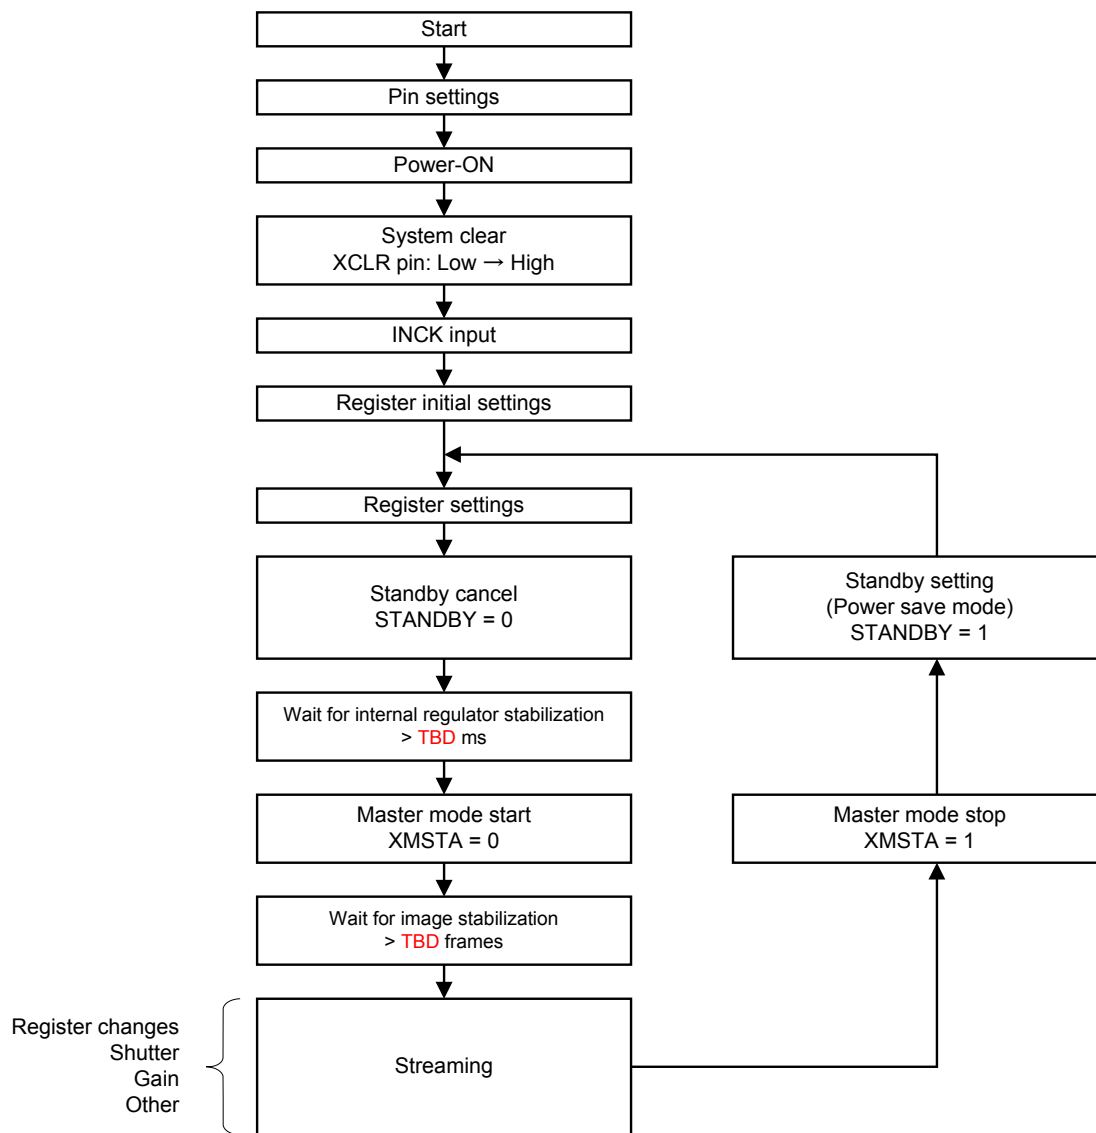 Start
Pin settings
Power-ON
System clear
XCLR pin: Low → High
INCK input
Register initial settings
Register settings
Standby cancel
STANDBY = 0
Standby setting
(Power save mode)
STANDBY = 1
Wait for internal regulator stabilization
> TBD ms
Master mode start
XMSTA = 0
Master mode stop
XMSTA = 1
Wait for image stabilization
> TBD frames
Register changes
Shutter
Gain
Other
Streaming